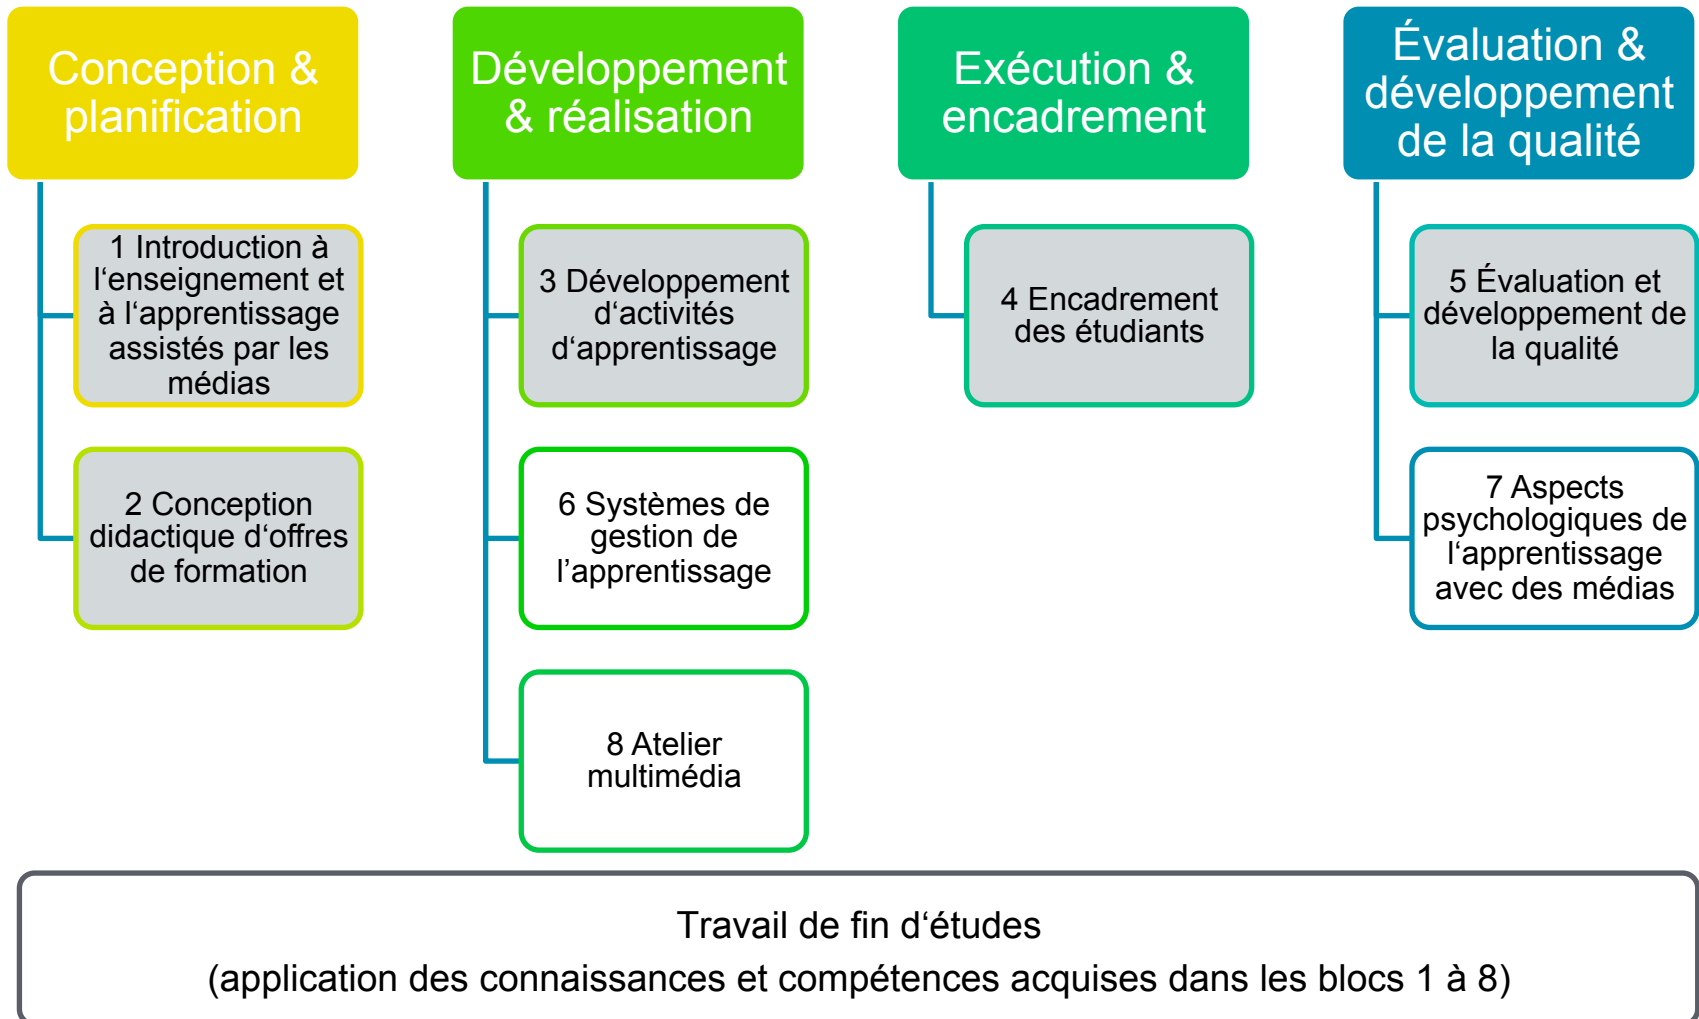 Conception &
planification
1 Introduction à
l‘enseignement et
à l‘apprentissage
assistés par les
médias
2 Conception
didactique d‘offres
de formation
Développement
& réalisation
3 Développement
d‘activités
d‘apprentissage
6 Systèmes de
gestion de
l’apprentissage
8 Atelier
multimédia
Exécution &
encadrement
4 Encadrement
des étudiants
Évaluation &
développement
de la qualité
5 Évaluation et
développement de
la qualité
7 Aspects
psychologiques de
l‘apprentissage
avec des médias
Travail de fin d‘études
(application des connaissances et compétences acquises dans les blocs 1 à 8)